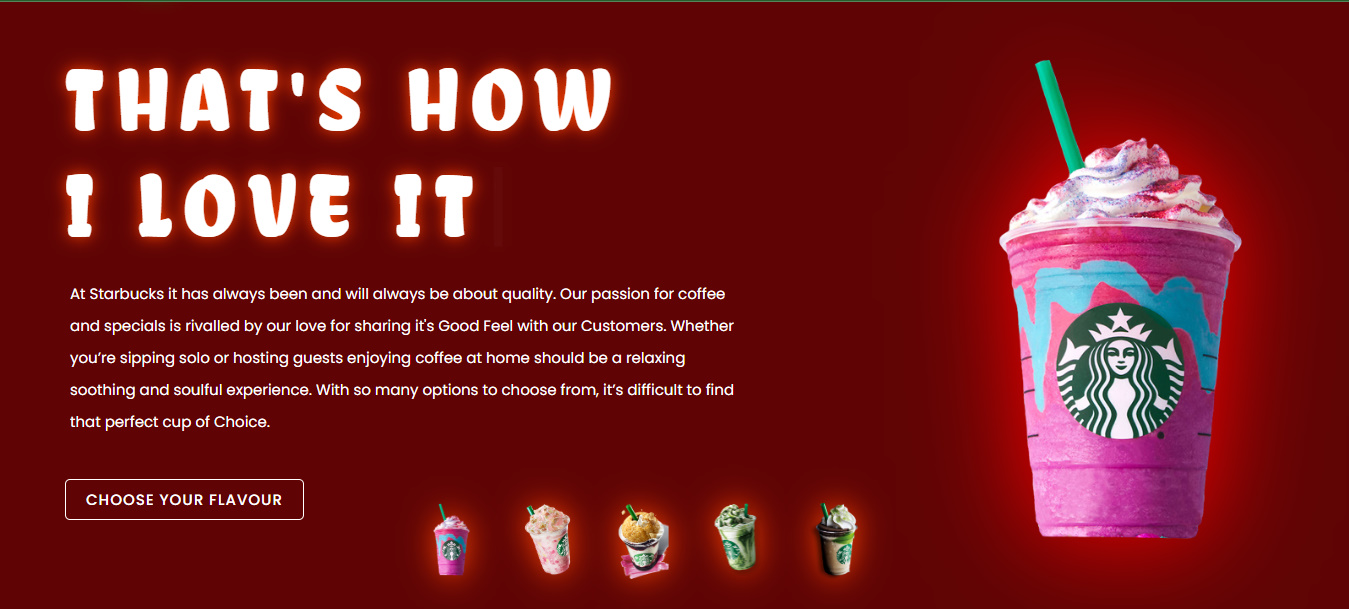 THAT'S HOW
I LOVE IT
At Starbucks it has always been and will always be about quality. Our passion for coffee
and specials is rivalled by our love for sharing it's Good Feel with our Customers. Whether
you’re sipping solo or hosting guests enjoying coffee at home should be a relaxing
soothing and soulful experience. With so many options to choose from, it’s difficult to find
that perfect cup of Choice.
CHOOSE YOUR FLAVOUR